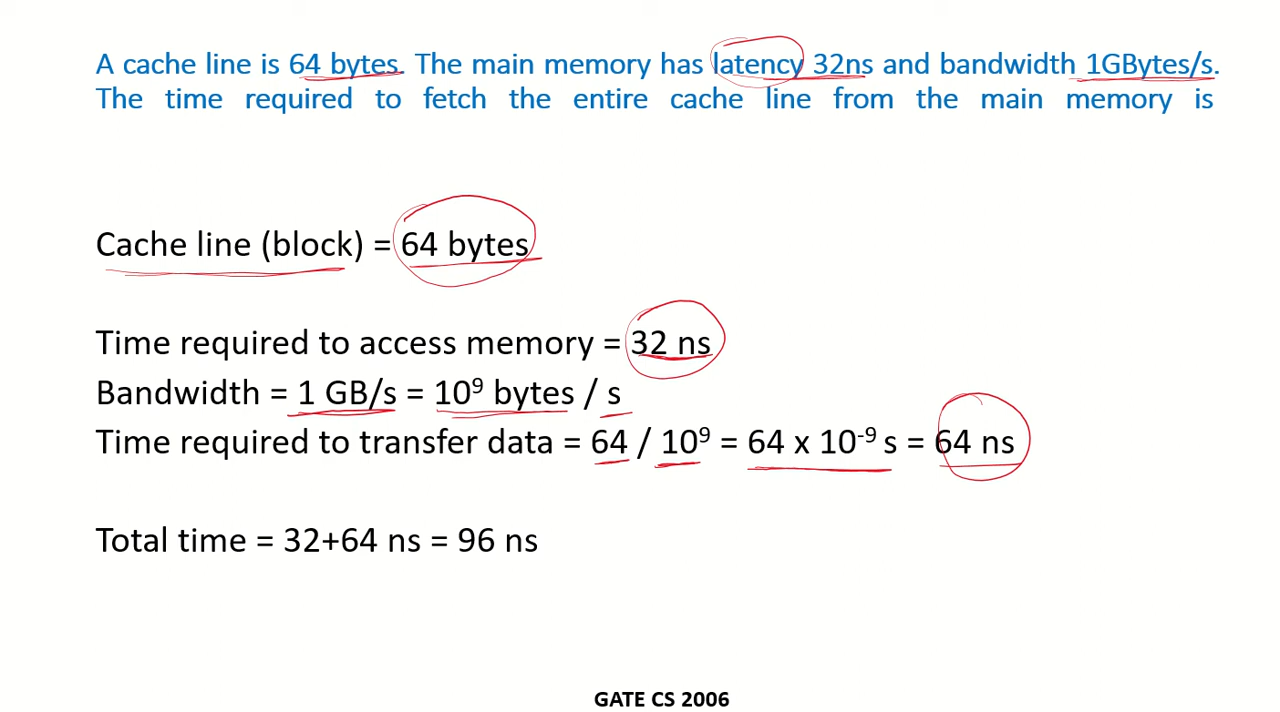 A cache line is 64 bytes. The main memory has latency 32ns and bandwidth 1GBytes/s.
The time required to fetch the entire cache line from the main memory is
Cache line (block) = 64 bytes
Time required to access memory = 32 ns
Bandwidth = 1 GB/s = 10⁹ bytes / s
Time required to transfer data = 64 / 10⁹ = 64 x 10⁻⁹ s = 64 ns
Total time = 32+64 ns = 96 ns
GATE CS 2006